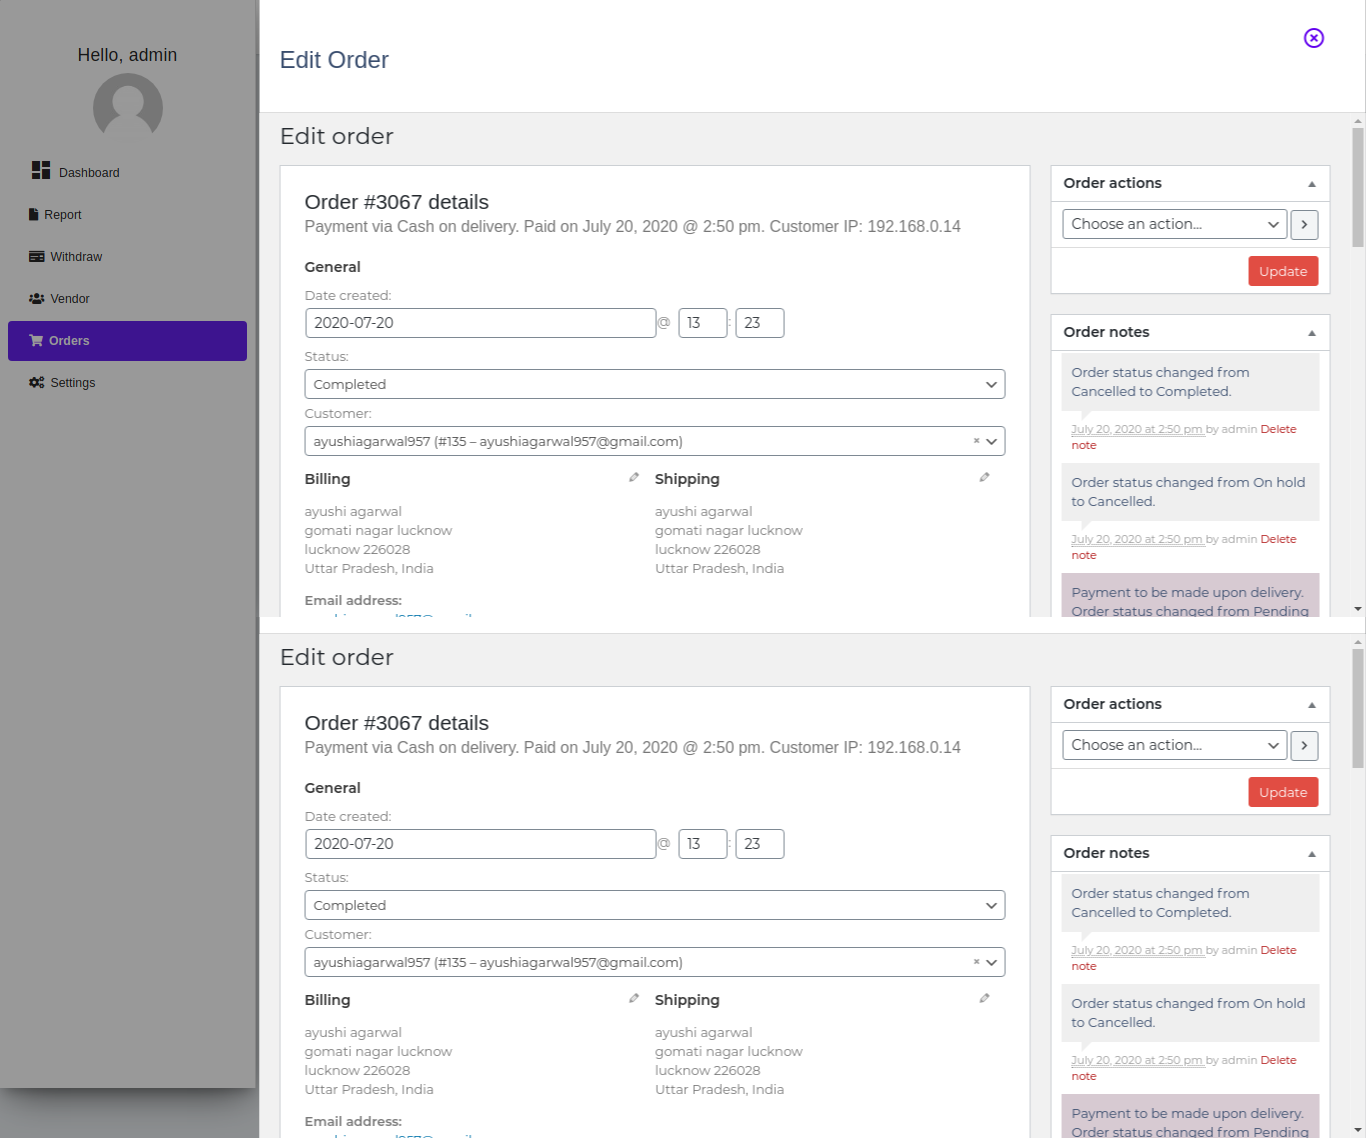 Hello, admin
Dashboard
Report
Withdraw
Vendor
Orders
Settings
Edit Order
Edit order
Order #3067 details
Payment via Cash on delivery. Paid on July 20, 2020 @ 2:50 pm. Customer IP: 192.168.0.14
General
Date created:
2020-07-20 @ 13 : 23
Status:
Completed
Customer:
ayushiagarwal957 (#135 – ayushiagarwal957@gmail.com) ×
Billing
ayushi agarwal
gomati nagar lucknow
lucknow 226028
Uttar Pradesh, India
Email address:
Shipping
ayushi agarwal
gomati nagar lucknow
lucknow 226028
Uttar Pradesh, India
Order actions
Choose an action...
Update
Order notes
Order status changed from
Cancelled to Completed.
July 20, 2020 at 2:50 pm by admin Delete
note
Order status changed from On hold
to Cancelled.
July 20, 2020 at 2:50 pm by admin Delete
note
Payment to be made upon delivery.
Order status changed from Pending
Edit order
Order #3067 details
Payment via Cash on delivery. Paid on July 20, 2020 @ 2:50 pm. Customer IP: 192.168.0.14
General
Date created:
2020-07-20 @ 13 : 23
Status:
Completed
Customer:
ayushiagarwal957 (#135 – ayushiagarwal957@gmail.com) ×
Billing
ayushi agarwal
gomati nagar lucknow
lucknow 226028
Uttar Pradesh, India
Email address:
Shipping
ayushi agarwal
gomati nagar lucknow
lucknow 226028
Uttar Pradesh, India
Order actions
Choose an action...
Update
Order notes
Order status changed from
Cancelled to Completed.
July 20, 2020 at 2:50 pm by admin Delete
note
Order status changed from On hold
to Cancelled.
July 20, 2020 at 2:50 pm by admin Delete
note
Payment to be made upon delivery.
Order status changed from Pending